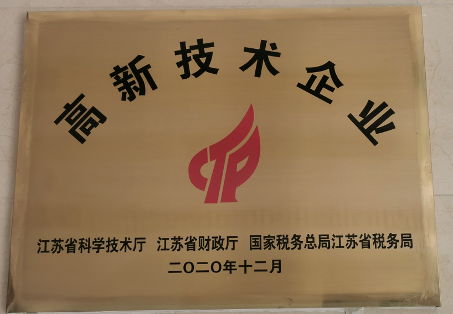 高新技术企业
CTP
江苏省科学技术厅 江苏省财政厅 国家税务总局江苏省税务局
二〇二〇年十二月